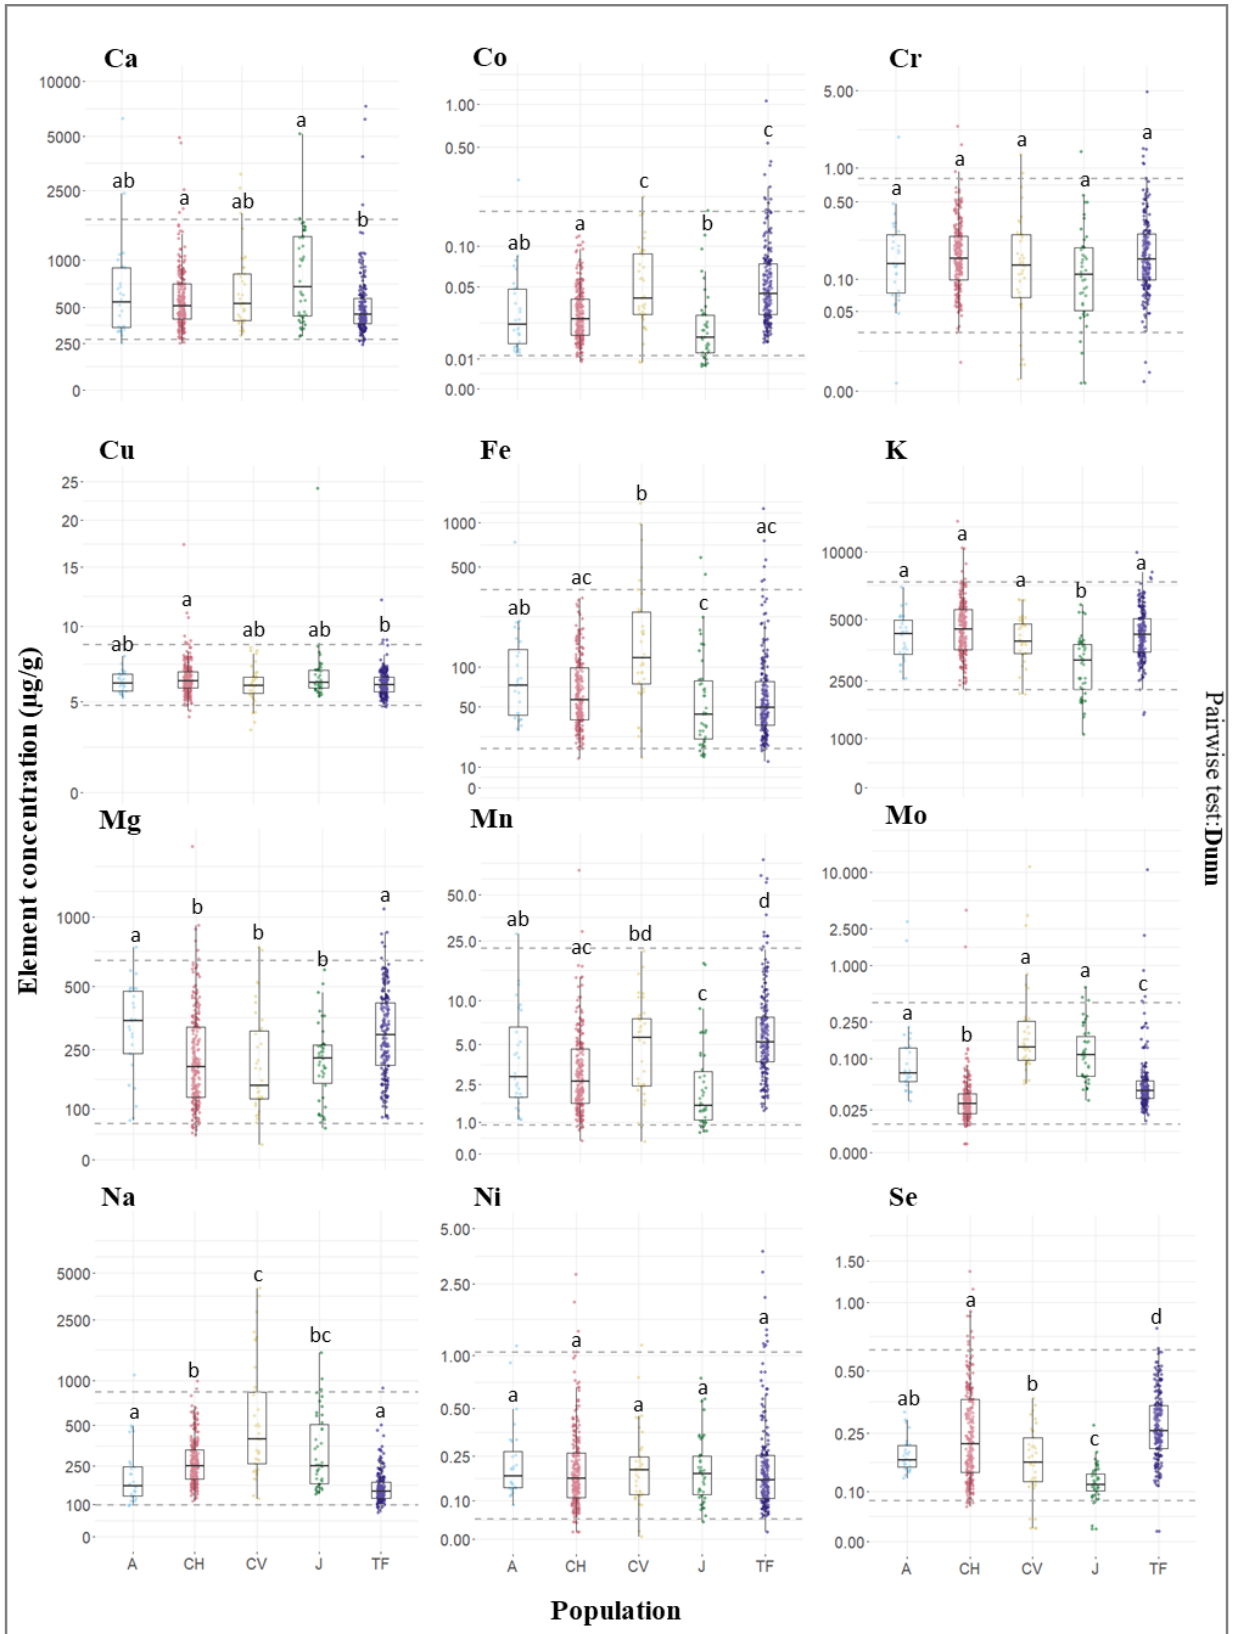 Ca
10000
5000
2500
1000
500
250
0
ab
a
ab
a
b
Co
1.00
0.50
0.10
0.05
0.01
0.00
ab
a
c
b
c
Cr
5.00
1.00
0.50
0.10
0.05
0.00
a
a
a
a
a
Cu
25
20
15
10
5
0
ab
a
ab
ab
b
Fe
1000
500
100
50
10
0
ab
ac
b
c
ac
K
10000
5000
2500
1000
0
a
a
a
b
a
Mg
1000
500
250
100
0
a
b
b
b
a
Mn
50.0
25.0
10.0
5.0
2.5
1.0
0.0
ab
ac
bd
c
d
Mo
10.000
2.500
1.000
0.250
0.100
0.025
0.000
a
b
a
a
c
Na
5000
2500
1000
500
250
100
0
a
b
c
bc
a
A CH CV J TF
Ni
5.00
2.50
1.00
0.50
0.25
0.10
0.00
a
a
a
a
a
A CH CV J TF
Se
1.50
1.00
0.50
0.25
0.10
0.00
ab
a
b
c
d
A CH CV J TF
Element concentration (µg/g)
Population
Pairwise test:Dunn